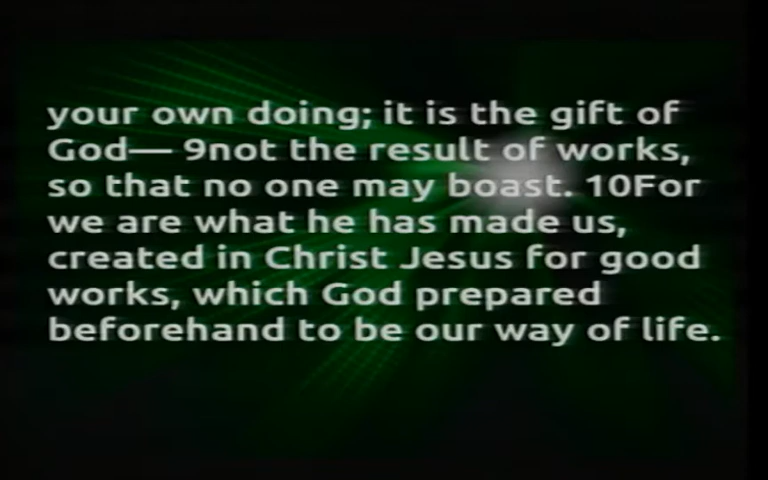 your own doing; it is the gift of
God— 9not the result of works,
so that no one may boast. 10For
we are what he has made us,
created in Christ Jesus for good
works, which God prepared
beforehand to be our way of life.